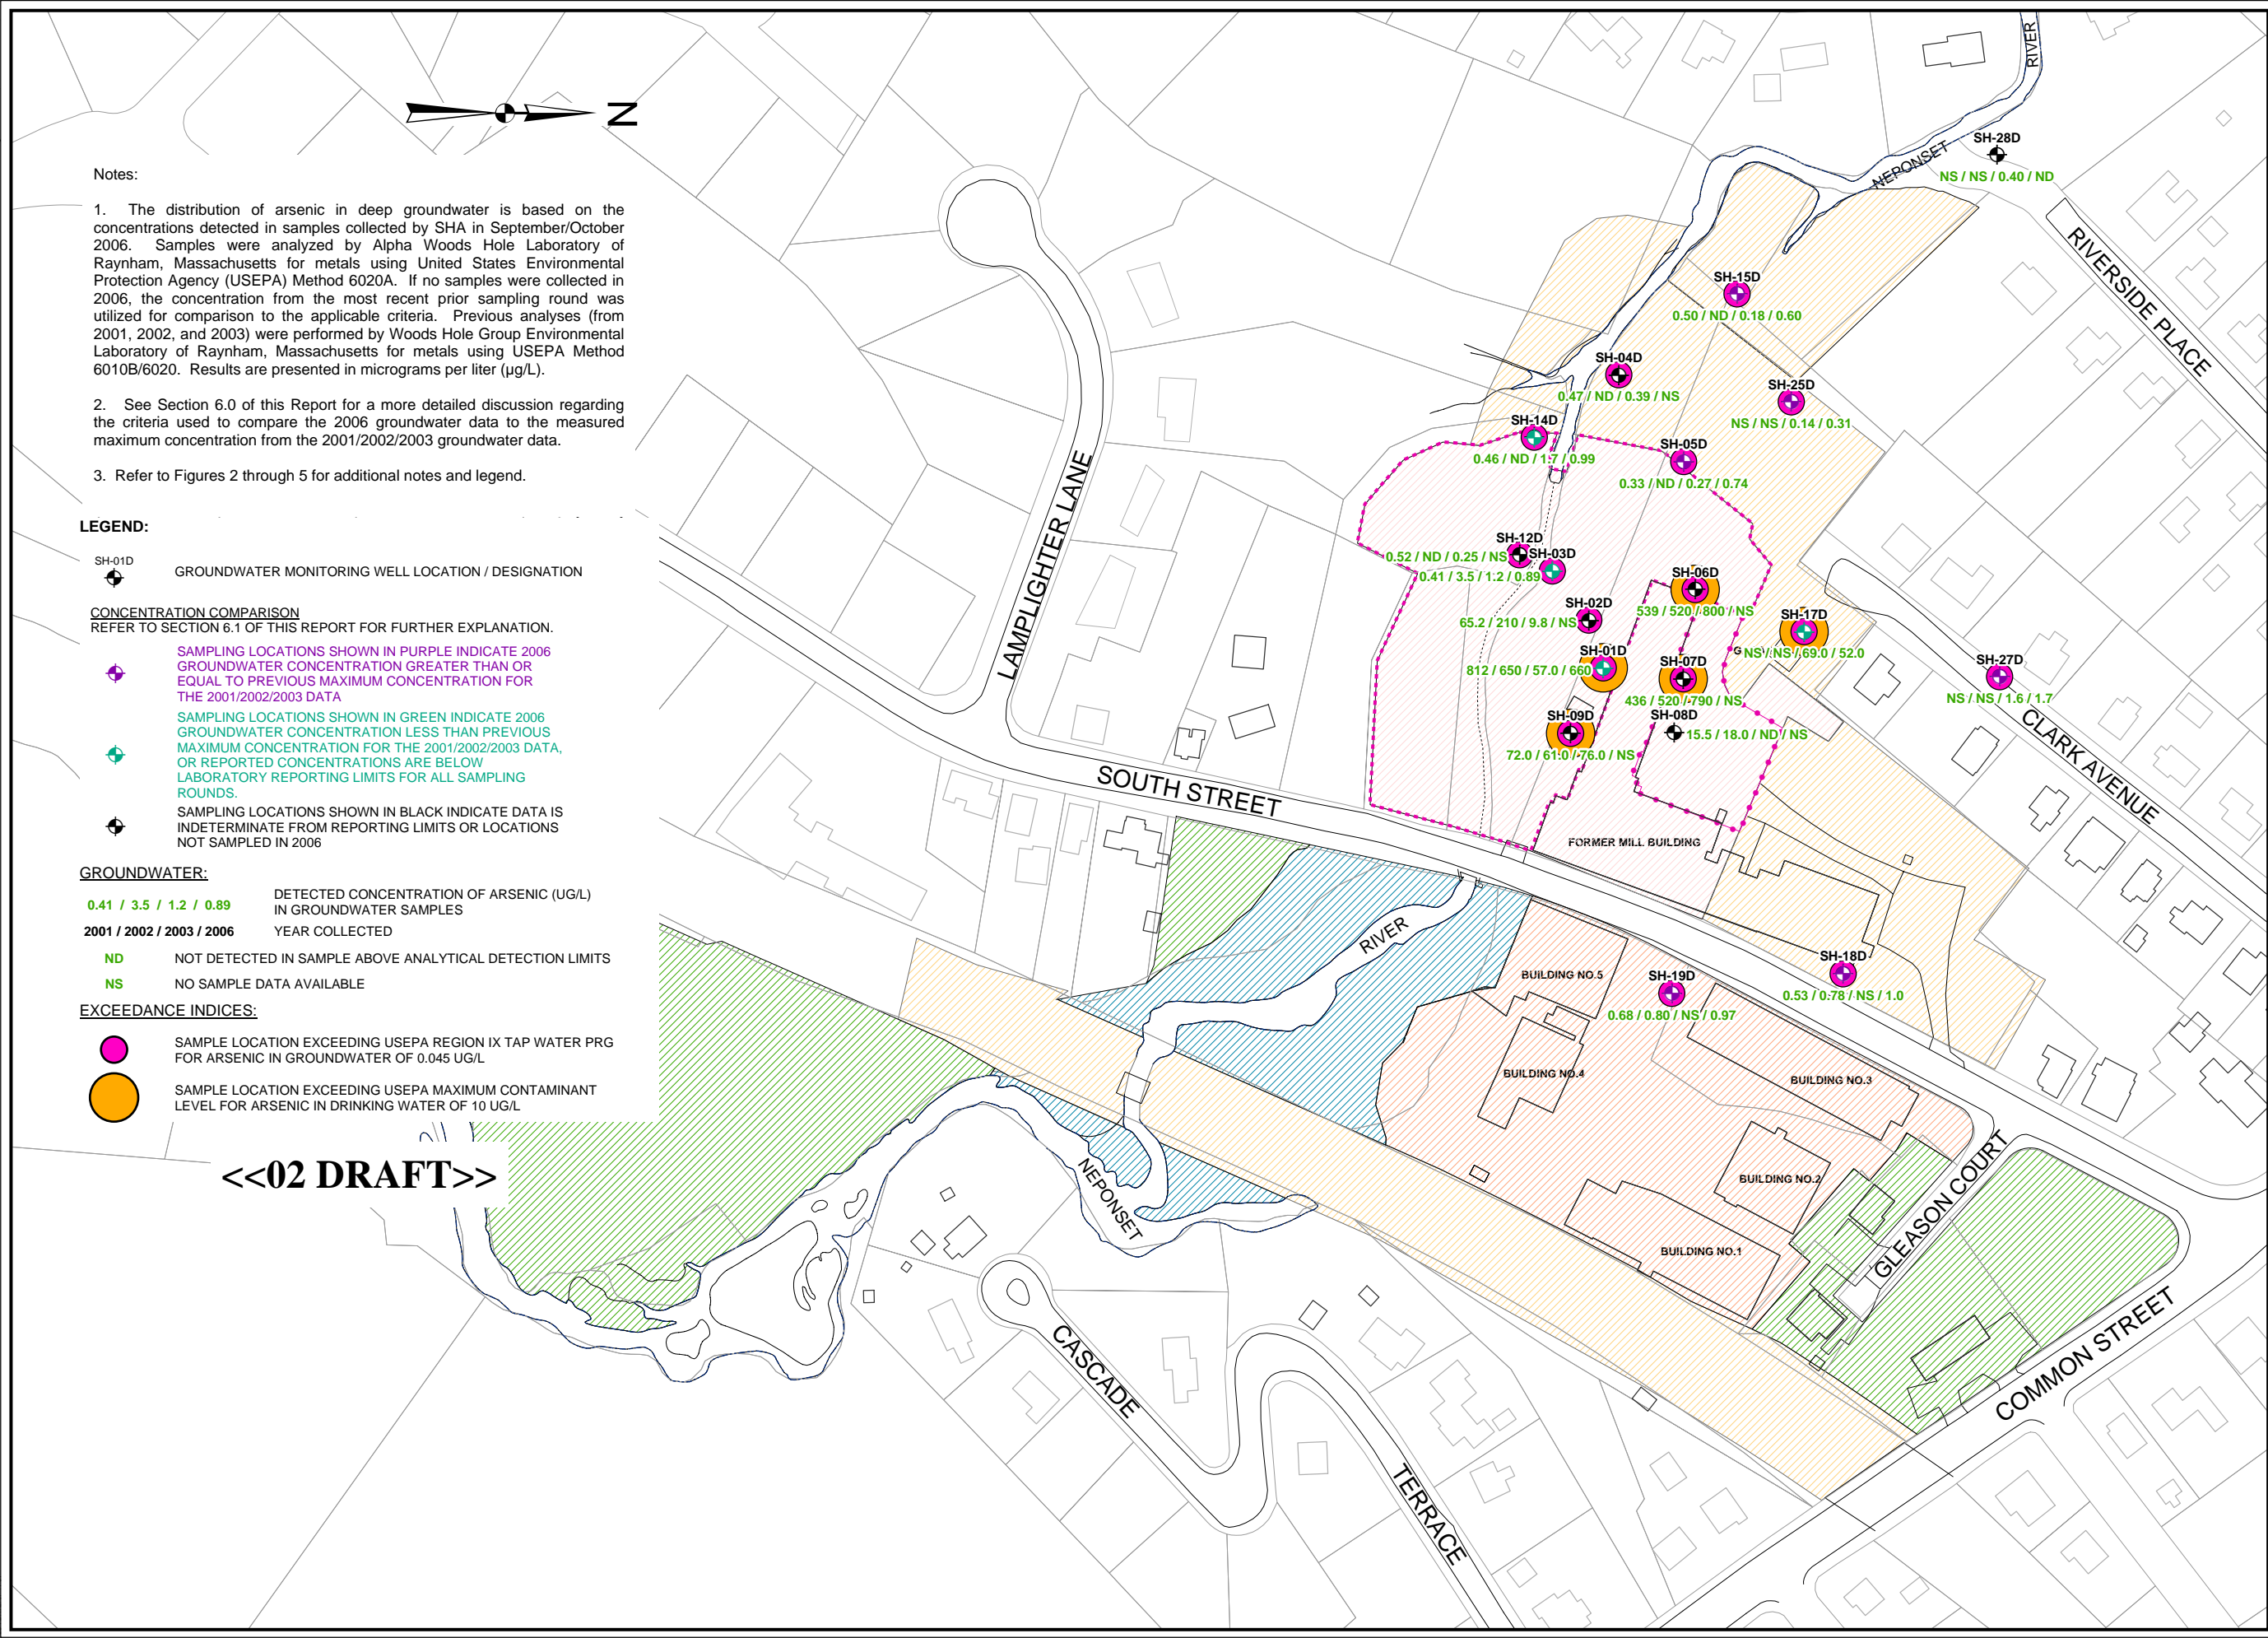 N
Notes:
1. The distribution of arsenic in deep groundwater is based on the
concentrations detected in samples collected by SHA in September/October
2006. Samples were analyzed by Alpha Woods Hole Laboratory of
Raynham, Massachusetts for metals using United States Environmental
Protection Agency (USEPA) Method 6020A. If no samples were collected in
2006, the concentration from the most recent prior sampling round was
utilized for comparison to the applicable criteria. Previous analyses (from
2001, 2002, and 2003) were performed by Woods Hole Group Environmental
Laboratory of Raynham, Massachusetts for metals using USEPA Method
6010B/6020. Results are presented in micrograms per liter (µg/L).
2. See Section 6.0 of this Report for a more detailed discussion regarding
the criteria used to compare the 2006 groundwater data to the measured
maximum concentration from the 2001/2002/2003 groundwater data.
3. Refer to Figures 2 through 5 for additional notes and legend.
LEGEND:
SH-01D
GROUNDWATER MONITORING WELL LOCATION / DESIGNATION
CONCENTRATION COMPARISON
REFER TO SECTION 6.1 OF THIS REPORT FOR FURTHER EXPLANATION.
SAMPLING LOCATIONS SHOWN IN PURPLE INDICATE 2006
GROUNDWATER CONCENTRATION GREATER THAN OR
EQUAL TO PREVIOUS MAXIMUM CONCENTRATION FOR
THE 2001/2002/2003 DATA
SAMPLING LOCATIONS SHOWN IN GREEN INDICATE 2006
GROUNDWATER CONCENTRATION LESS THAN PREVIOUS
MAXIMUM CONCENTRATION FOR THE 2001/2002/2003 DATA,
OR REPORTED CONCENTRATIONS ARE BELOW
LABORATORY REPORTING LIMITS FOR ALL SAMPLING
ROUNDS.
SAMPLING LOCATIONS SHOWN IN BLACK INDICATE DATA IS
INDETERMINATE FROM REPORTING LIMITS OR LOCATIONS
NOT SAMPLED IN 2006
GROUNDWATER:
0.41 / 3.5 / 1.2 / 0.89
DETECTED CONCENTRATION OF ARSENIC (UG/L)
IN GROUNDWATER SAMPLES
2001 / 2002 / 2003 / 2006 YEAR COLLECTED
ND NOT DETECTED IN SAMPLE ABOVE ANALYTICAL DETECTION LIMITS
NS NO SAMPLE DATA AVAILABLE
EXCEEDANCE INDICES:
SAMPLE LOCATION EXCEEDING USEPA REGION IX TAP WATER PRG
FOR ARSENIC IN GROUNDWATER OF 0.045 UG/L
SAMPLE LOCATION EXCEEDING USEPA MAXIMUM CONTAMINANT
LEVEL FOR ARSENIC IN DRINKING WATER OF 10 UG/L
<<02 DRAFT>>
RIVER
NEPONSET
SH-28D
NS / NS / 0.40 / ND
RIVERSIDE PLACE
SH-15D
0.50 / ND / 0.18 / 0.60
SH-04D
0.47 / ND / 0.39 / NS
SH-25D
NS / NS / 0.14 / 0.31
SH-14D
0.46 / ND / 1.7 / 0.99
SH-05D
0.33 / ND / 0.27 / 0.74
SH-12D
0.52 / ND / 0.25 / NS
SH-03D
0.41 / 3.5 / 1.2 / 0.89
SH-06D
539 / 520 / 800 / NS
SH-02D
65.2 / 210 / 9.8 / NS
SH-17D
NS / NS / 69.0 / 52.0
SH-01D
812 / 650 / 57.0 / 660
SH-07D
436 / 520 / 790 / NS
SH-27D
NS / NS / 1.6 / 1.7
SH-09D
72.0 / 61.0 / 76.0 / NS
SH-08D
15.5 / 18.0 / ND / NS
LAMPLIGHTER LANE
SOUTH STREET
CLARK AVENUE
FORMER MILL BUILDING
RIVER
BUILDING NO.5
SH-19D
0.68 / 0.80 / NS / 0.97
SH-18D
0.53 / 0.78 / NS / 1.0
BUILDING NO.4
BUILDING NO.3
BUILDING NO.2
BUILDING NO.1
NEPONSET
GLEASON COURT
COMMON STREET
CASCADE
TERRACE